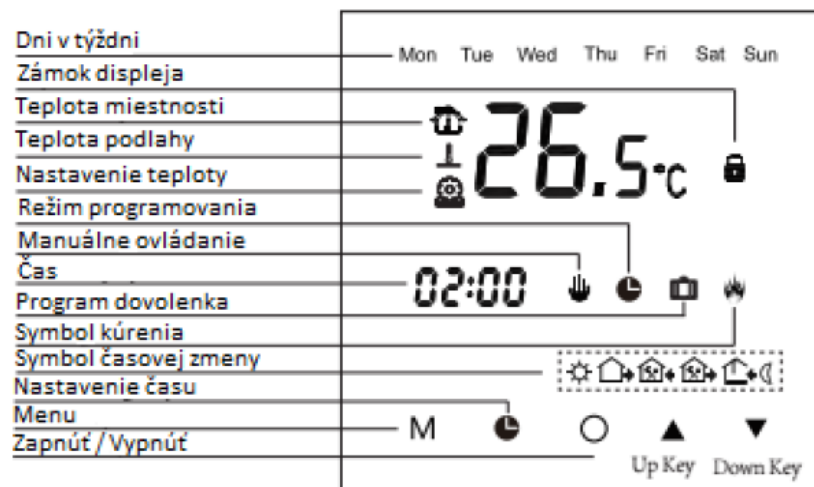 Dni v týždni
Mon Tue Wed Thu Fri Sat Sun
Zámok displeja
Teplota miestnosti
Teplota podlahy
26.5°C
Nastavenie teploty
Režim programovania
Manuálne ovládanie
Čas
02:00
Program dovolenka
Symbol kúrenia
Symbol časovej zmeny
Nastavenie času
Menu
M
Zapnúť / Vypnúť
Up Key Down Key